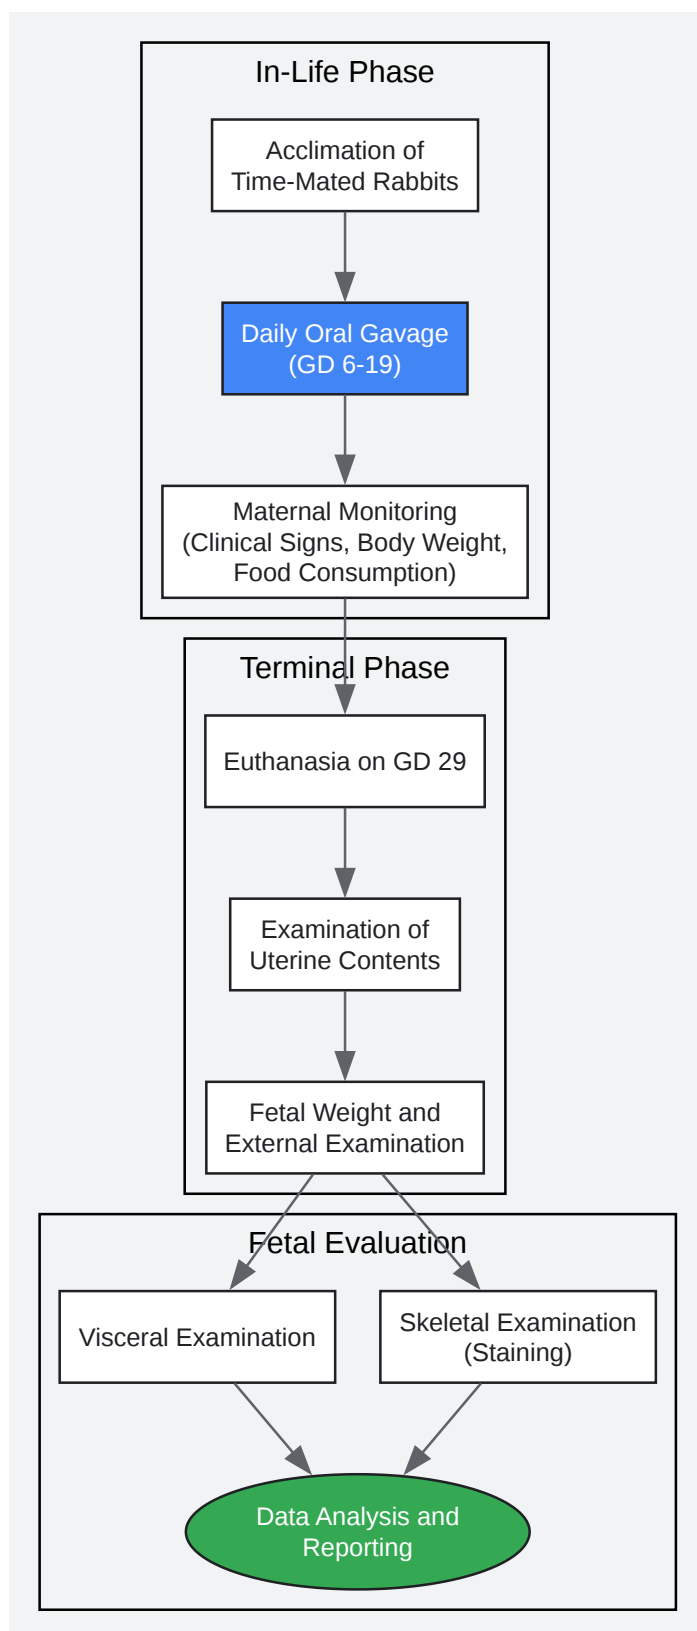 In-Life Phase
Acclimation of
Time-Mated Rabbits
Daily Oral Gavage
(GD 6-19)
Maternal Monitoring
(Clinical Signs, Body Weight,
Food Consumption)
Terminal Phase
Euthanasia on GD 29
Examination of
Uterine Contents
Fetal Weight and
External Examination
Fetal Evaluation
Visceral Examination
Skeletal Examination
(Staining)
Data Analysis and
Reporting